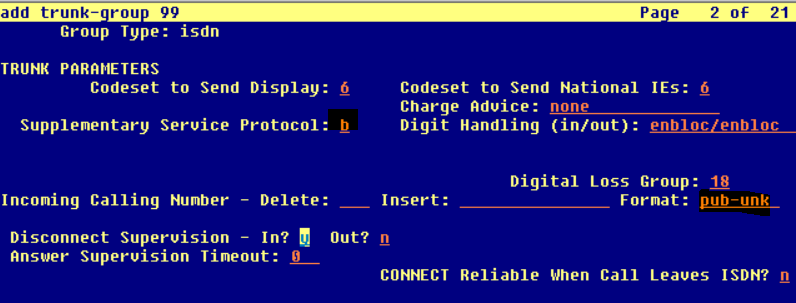 add trunk-group 99 Page 2 of 21
Group Type: isdn
TRUNK PARAMETERS
Codeset to Send Display: 6 Codeset to Send National IEs: 6
Charge Advice: none
Supplementary Service Protocol: b Digit Handling (in/out): enbloc/enbloc
Digital Loss Group: 18
Incoming Calling Number - Delete: ___ Insert: _______________ Format: pub-unk
Disconnect Supervision - In? y Out? n
Answer Supervision Timeout: 0
CONNECT Reliable When Call Leaves ISDN? n